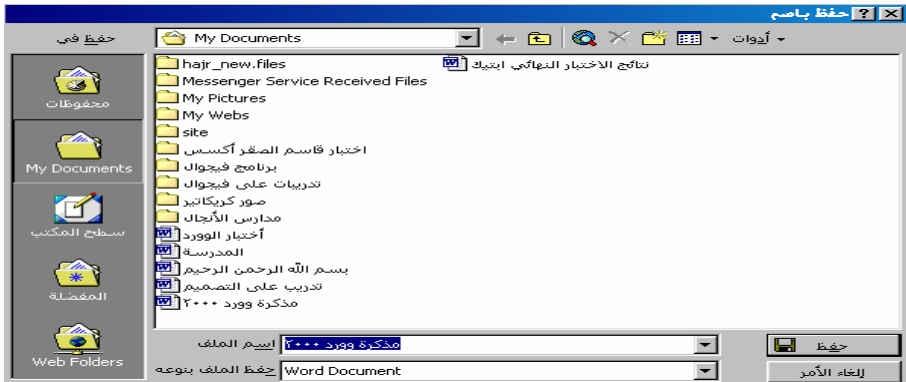 حفظ باسم
حفظ في
My Documents
أدوات
محفوظات
My Documents
سطح المكتب
المفضلة
Web Folders
hajr_new.files
Messenger Service Received Files
My Pictures
My Webs
site
اختبار قاسم الصقر أكسس
برنامج فيجوال
تدريبات على فيجوال
صور كريكاتير
مدارس الأنجال
أختبار الوورد
المدرسة
بسم الله الرحمن الرحيم
تدريب على التصميم
مذكرة وورد ٢٠٠٠
نتائج الاختبار النهائي ابتيك
اسم الملف مذكرة وورد ٢٠٠٠
حفظ
حفظ الملف بنوعه Word Document
إلغاء الأمر